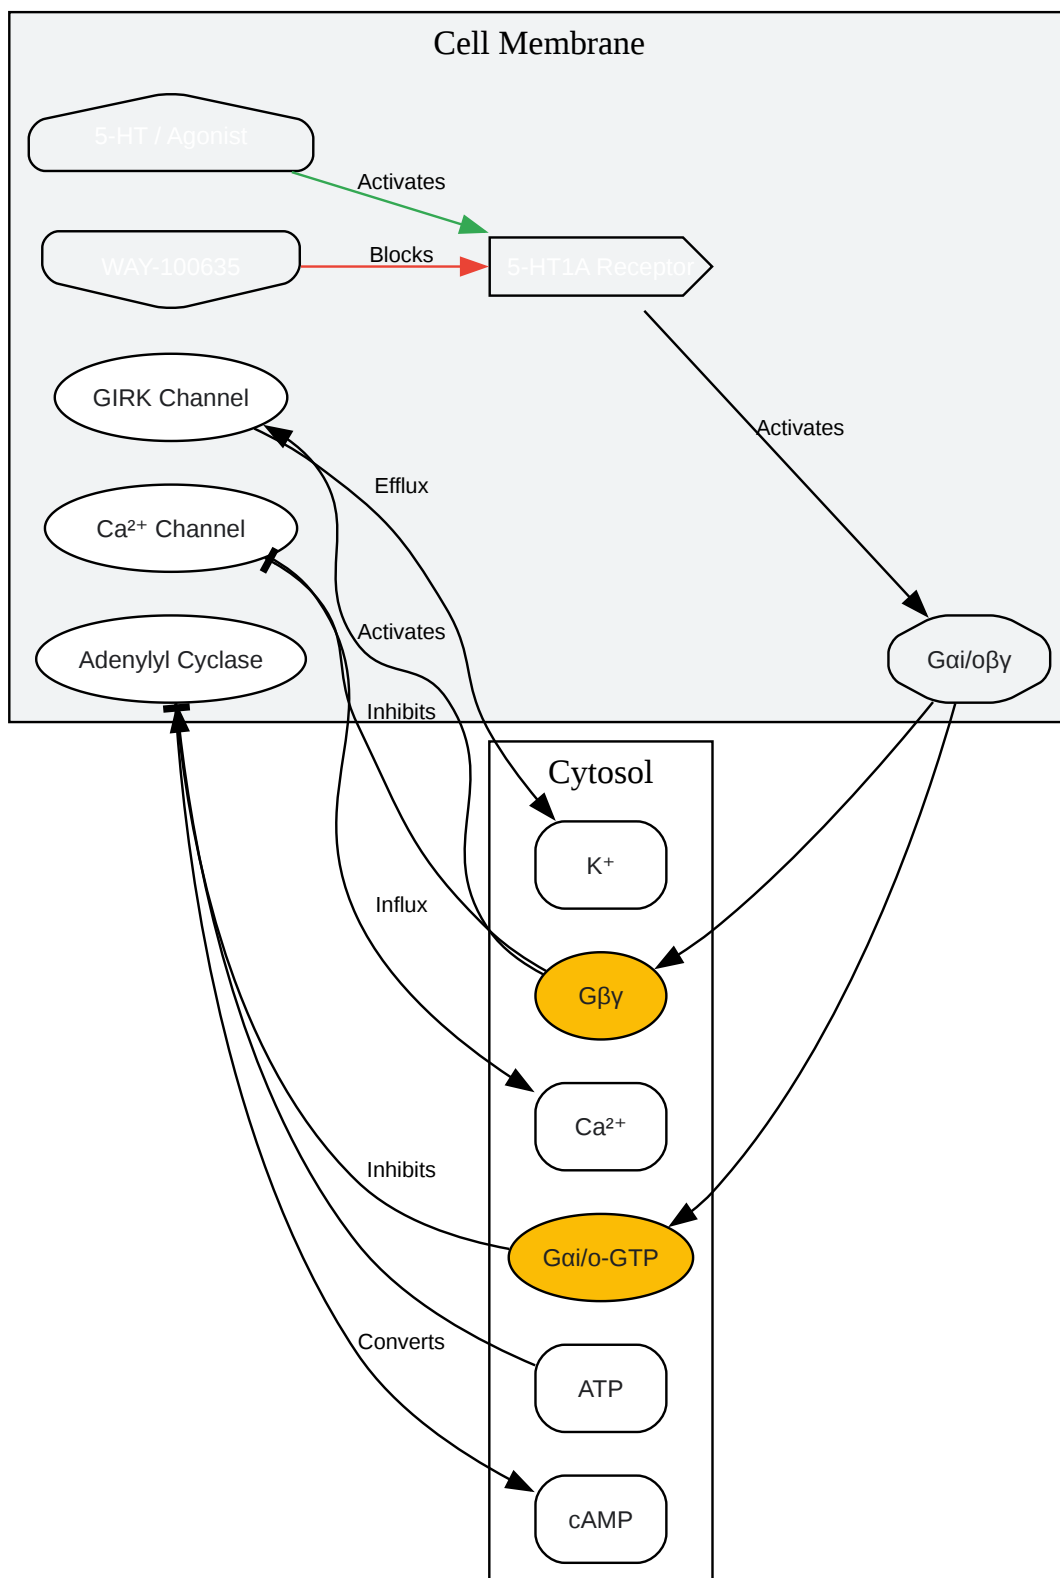 Cell Membrane
5-HT / Agonist
Activates
WAY-100635
Blocks
5-HT1A Receptor
GIRK Channel
Activates
Efflux
Ca²⁺ Channel
Activates
Adenylyl Cyclase
Gαi/oβγ
Inhibits
Cytosol
K⁺
Influx
Gβγ
Ca²⁺
Inhibits
Gαi/o-GTP
Converts
ATP
cAMP